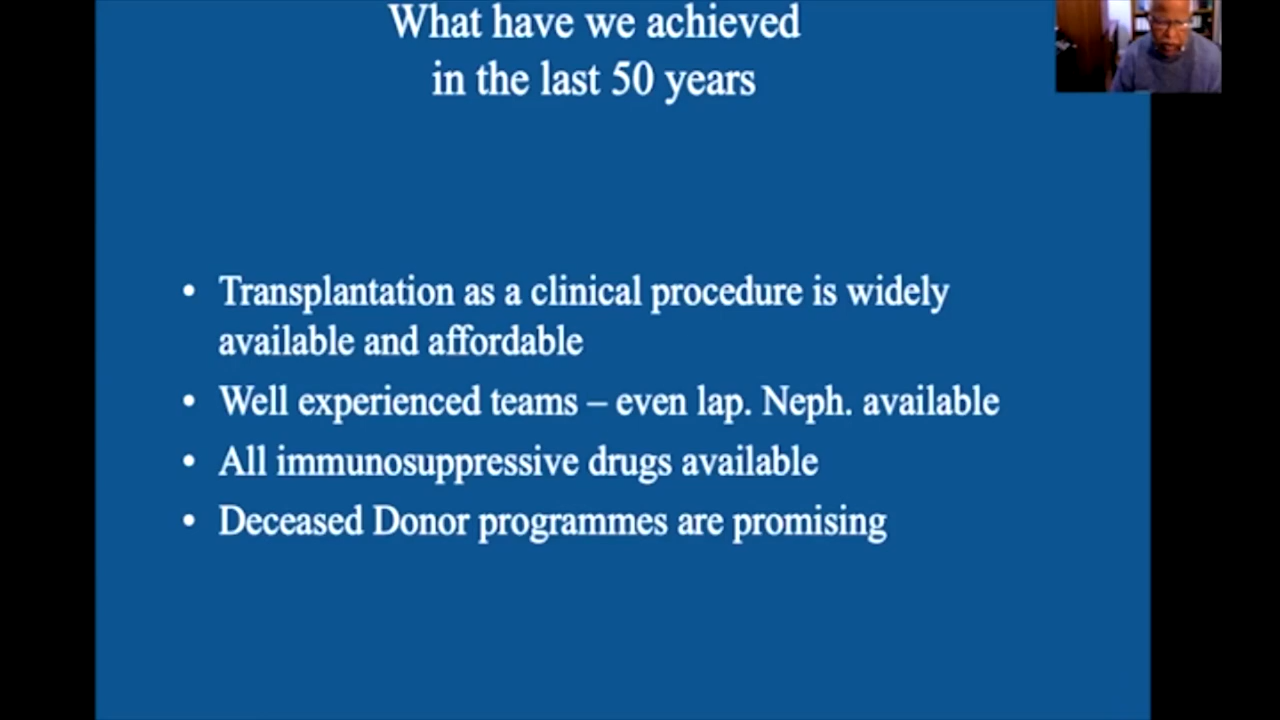 What have we achieved
in the last 50 years
• Transplantation as a clinical procedure is widely
available and affordable
• Well experienced teams – even lap. Neph. available
• All immunosuppressive drugs available
• Deceased Donor programmes are promising